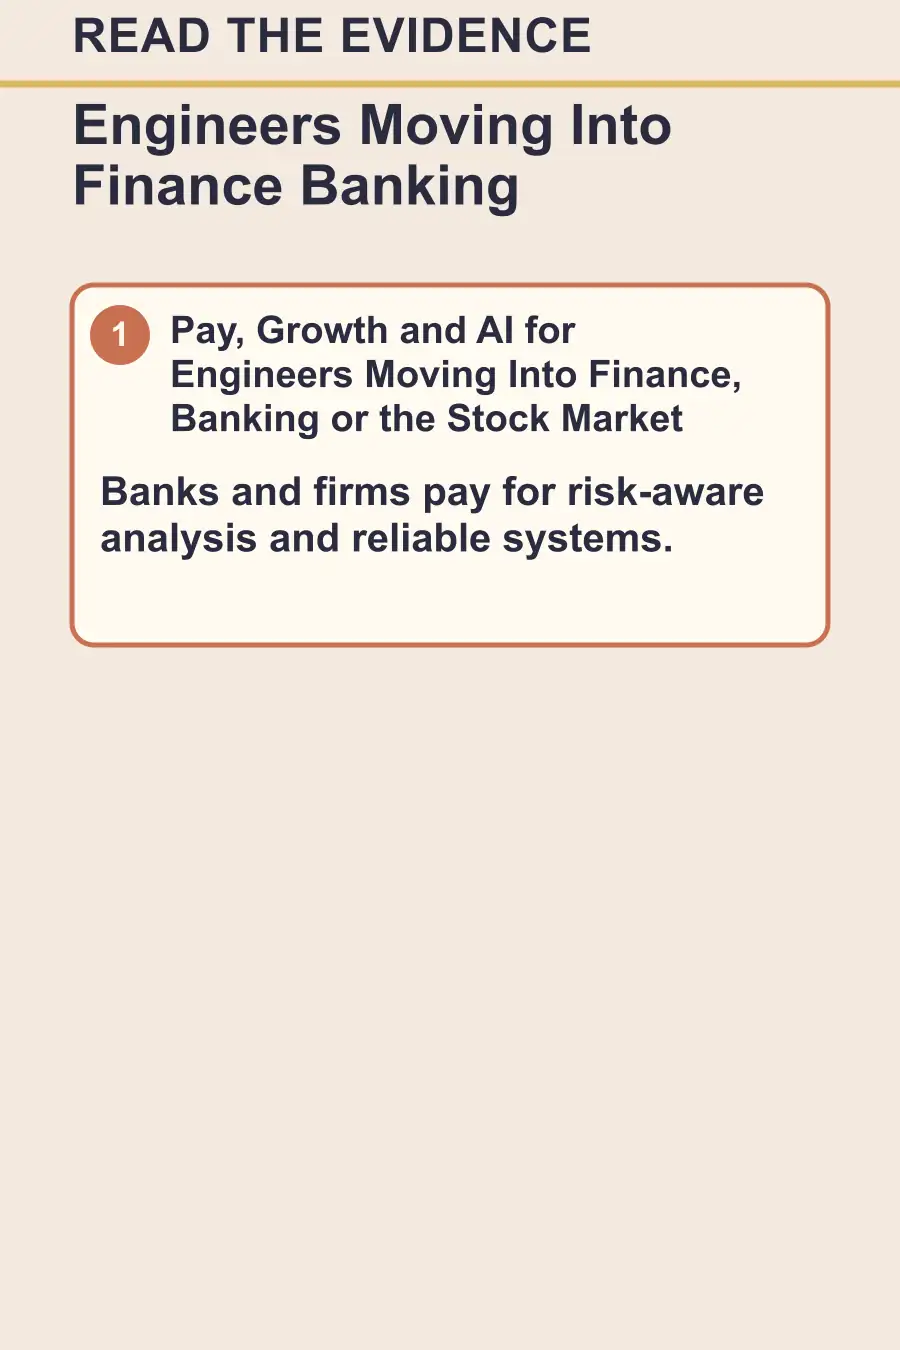 READ THE EVIDENCE
Engineers Moving Into
Finance Banking
1
Pay, Growth and AI for
Engineers Moving Into Finance,
Banking or the Stock Market
Banks and firms pay for risk-aware
analysis and reliable systems.